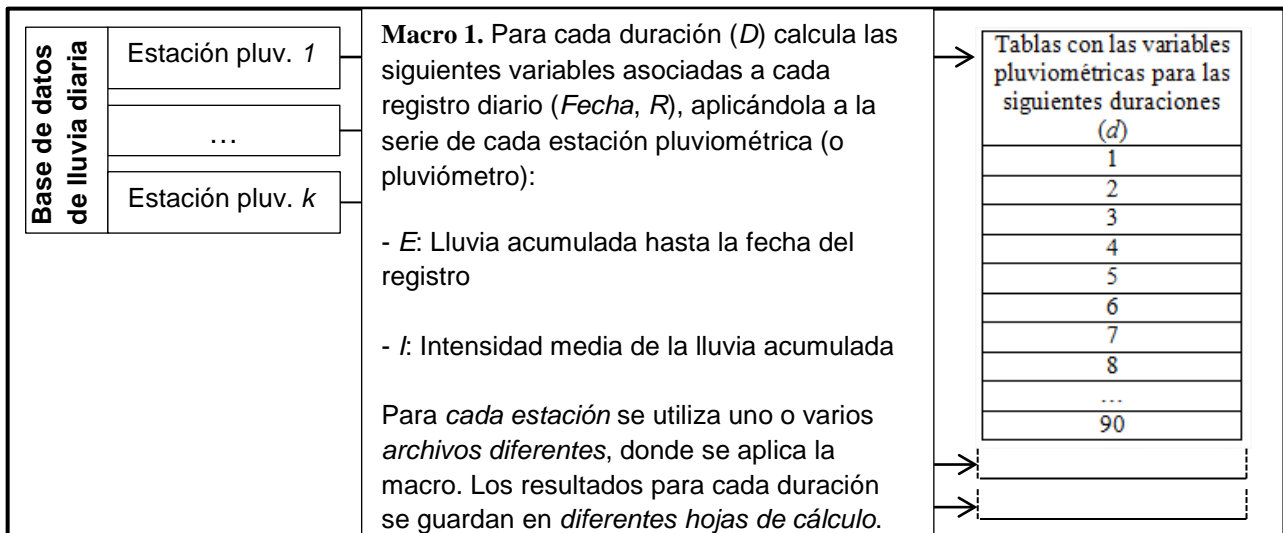 Base de datos
de lluvia diaria
Estación pluv. 1
…
Estación pluv. k
Macro 1. Para cada duración (D) calcula las
siguientes variables asociadas a cada
registro diario (Fecha, R), aplicándola a la
serie de cada estación pluviométrica (o
pluviómetro):
- E: Lluvia acumulada hasta la fecha del
registro
- I: Intensidad media de la lluvia acumulada
Para cada estación se utiliza uno o varios
archivos diferentes, donde se aplica la
macro. Los resultados para cada duración
se guardan en diferentes hojas de cálculo.
Tablas con las variables
pluviométricas para las
siguientes duraciones
(d)
1
2
3
4
5
6
7
8
…
90